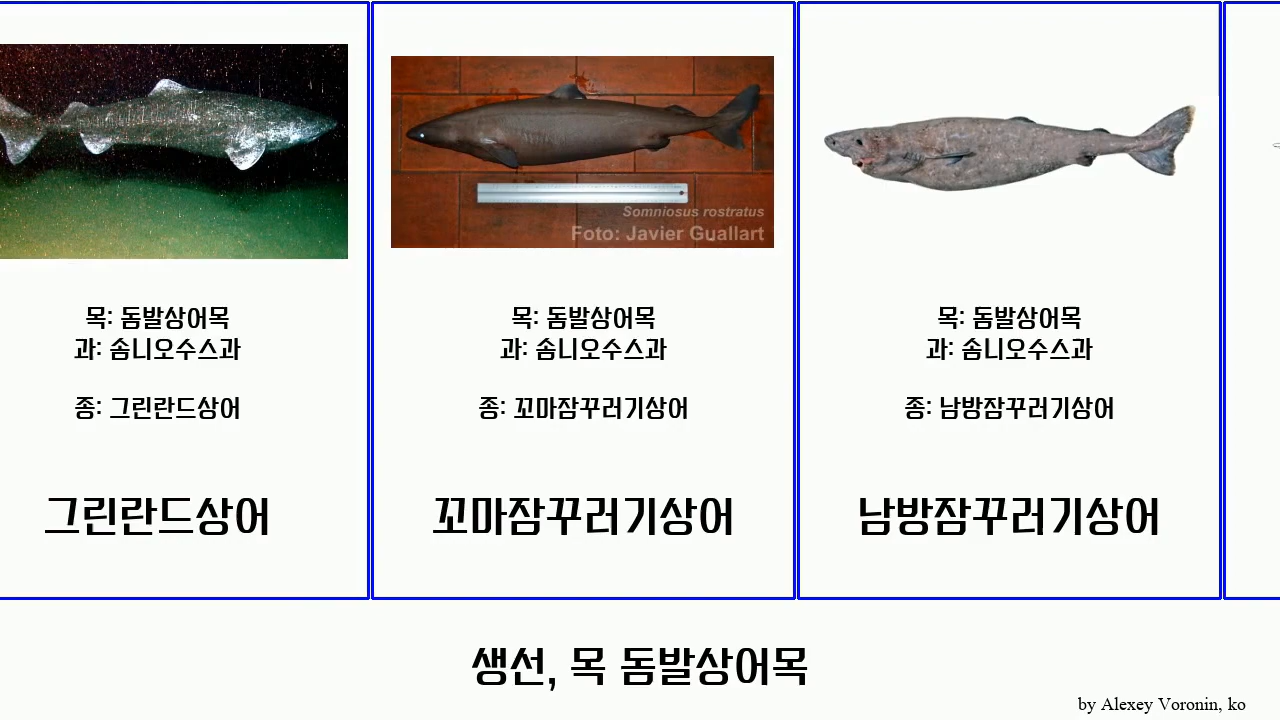 Somniosus rostratus
Foto: Javier Guallart
목: 돔발상어목
과: 솜니오수스과
종: 그린란드상어
그린란드상어
목: 돔발상어목
과: 솜니오수스과
종: 꼬마잠꾸러기상어
꼬마잠꾸러기상어
목: 돔발상어목
과: 솜니오수스과
종: 남방잠꾸러기상어
남방잠꾸러기상어
생선, 목 돔발상어목
by Alexey Voronin, ko